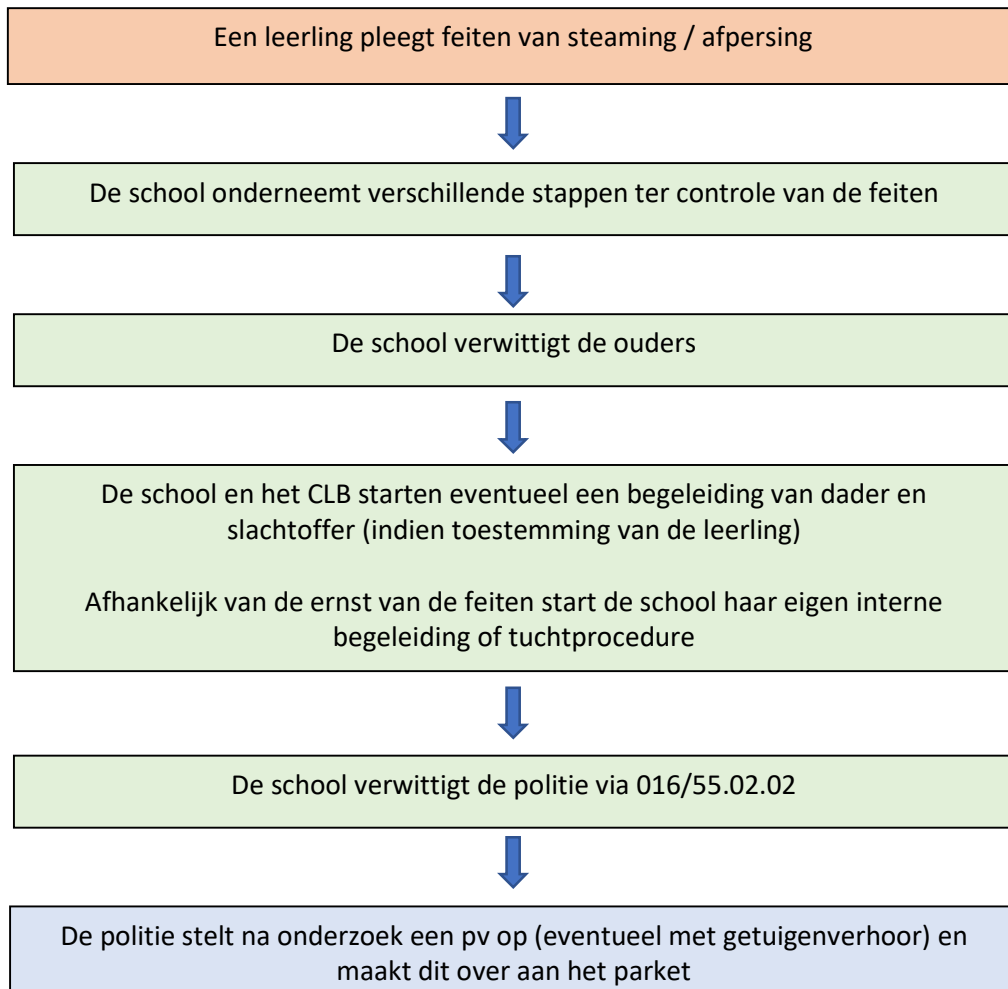 Een leerling pleegt feiten van steaming / afpersing
De school onderneemt verschillende stappen ter controle van de feiten
De school verwittigt de ouders
De school en het CLB starten eventueel een begeleiding van dader en
slachtoffer (indien toestemming van de leerling)
Afhankelijk van de ernst van de feiten start de school haar eigen interne
begeleiding of tuchtprocedure
De school verwittigt de politie via 016/55.02.02
De politie stelt na onderzoek een pv op (eventueel met getuigenverhoor) en
maakt dit over aan het parket